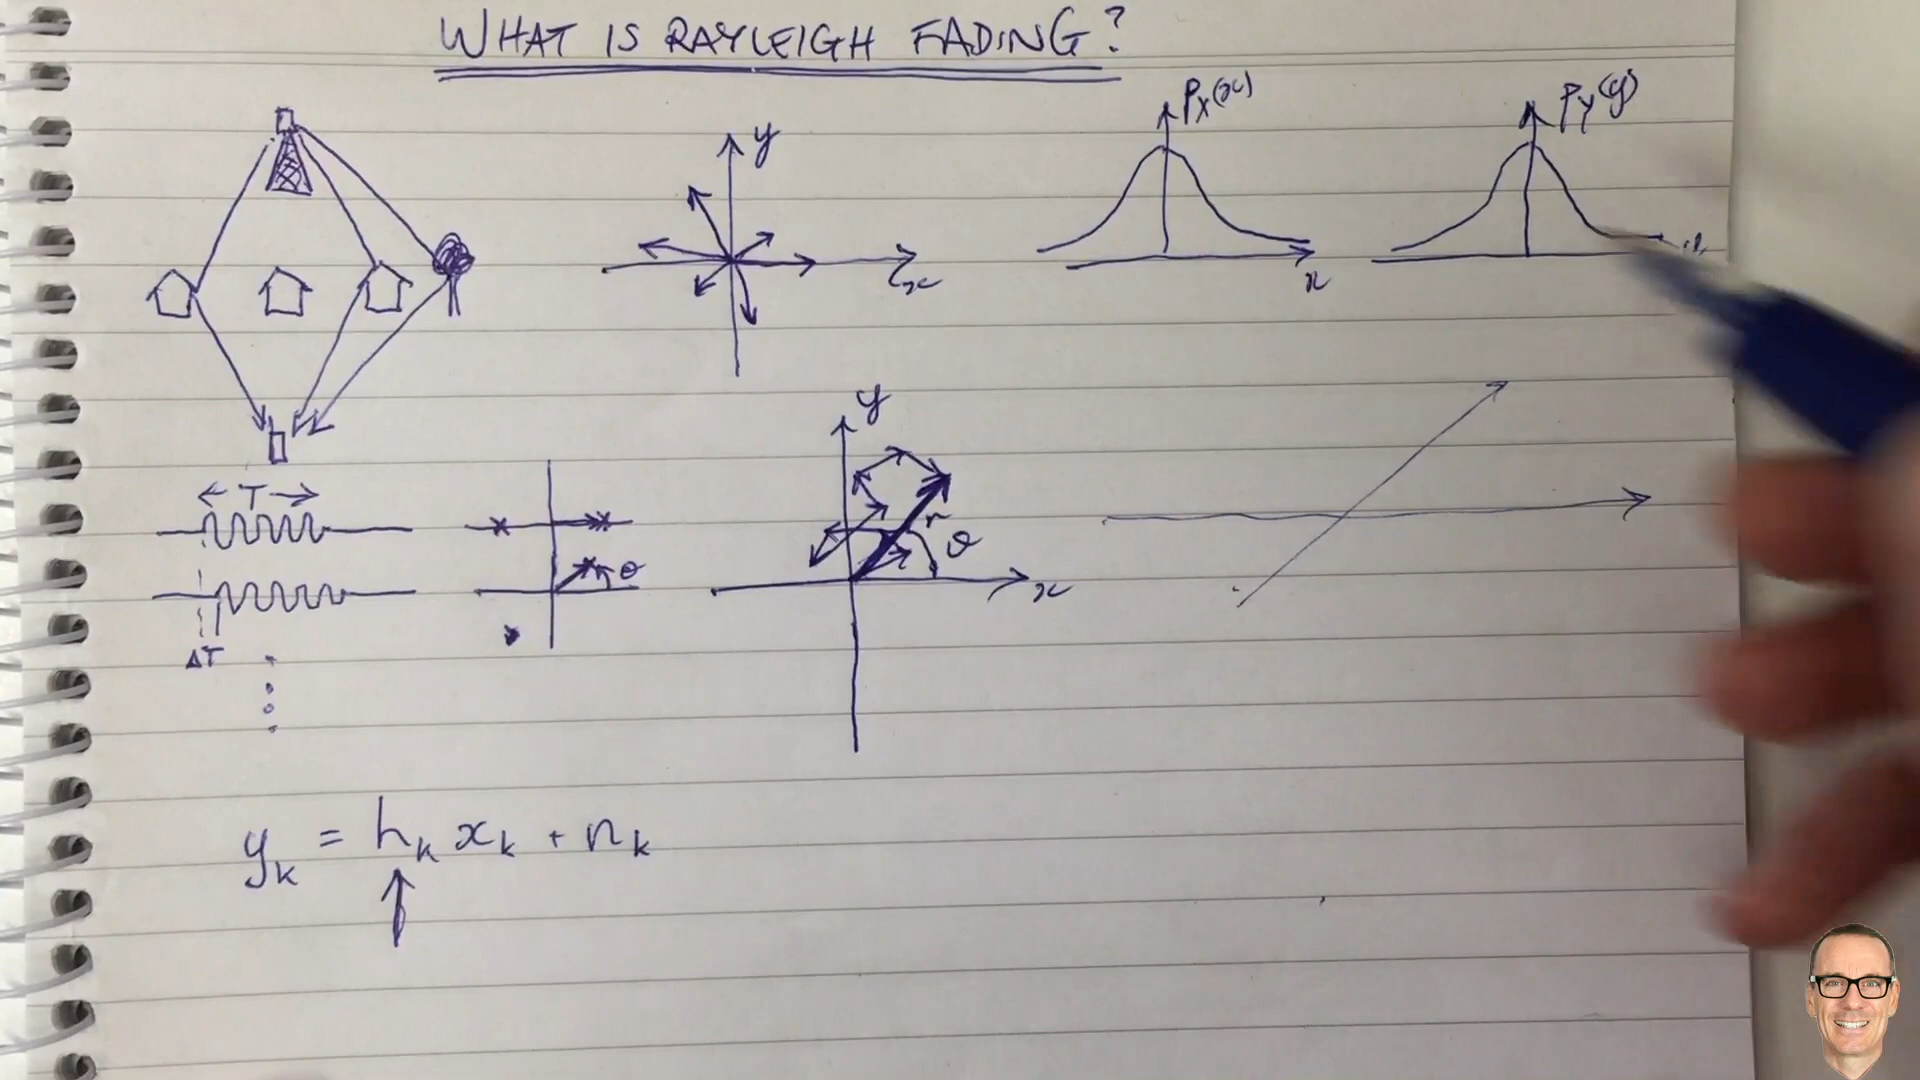 WHAT IS RAYLEIGH FADING?
y
x
Px(x)
x
PY(y)
← T →
θ
ΔT
y
r
θ
x
yk = hk xk + nk